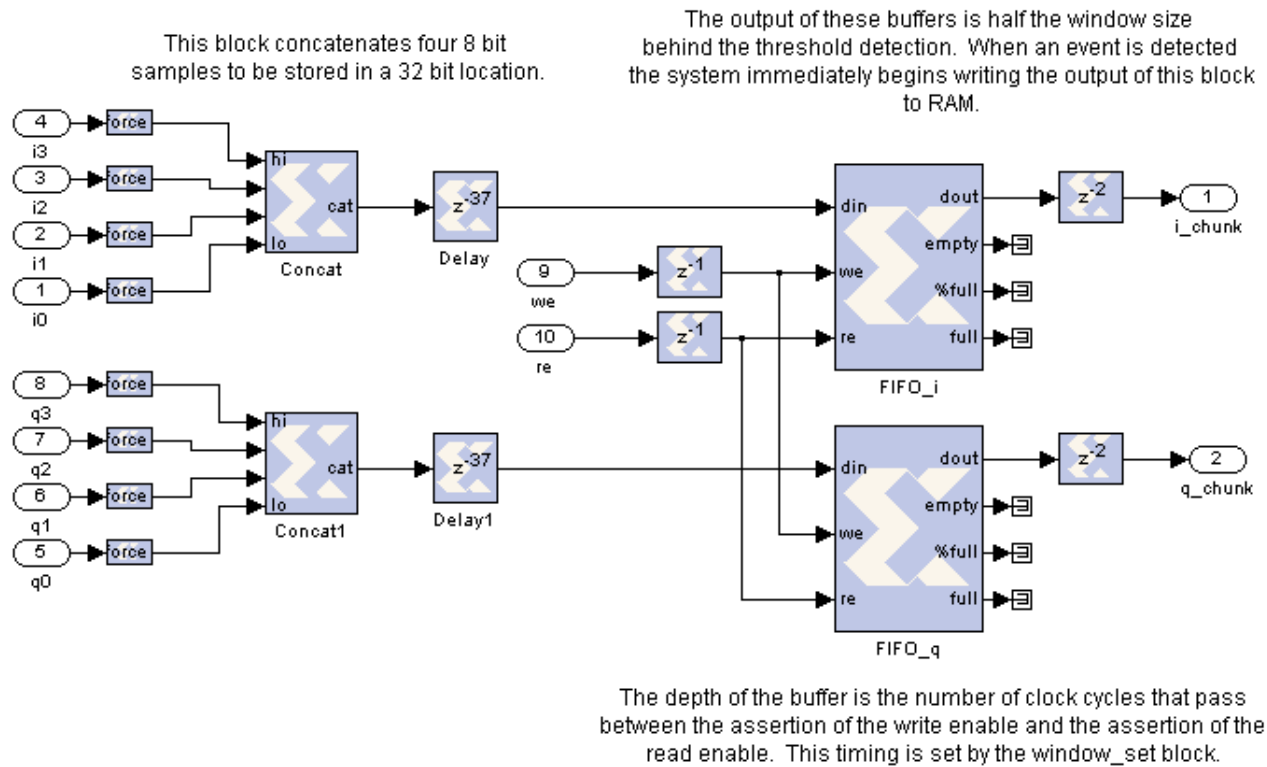 This block concatenates four 8 bit
samples to be stored in a 32 bit location.
The output of these buffers is half the window size
behind the threshold detection.  When an event is detected
the system immediately begins writing the output of this block
to RAM.
4
force
i3
3
force
i2
2
force
i1
1
force
i0
hi
cat
lo
Concat
z-37
Delay
9
we
z-1
10
re
z-1
din
we
re
dout
empty
%full
full
FIFO_i
z-2
1
i_chunk
8
force
q3
7
force
q2
6
force
q1
5
force
q0
hi
cat
lo
Concat1
z-37
Delay1
din
we
re
dout
empty
%full
full
FIFO_q
z-2
2
q_chunk
The depth of the buffer is the number of clock cycles that pass
between the assertion of the write enable and the assertion of the
read enable.  This timing is set by the window_set block.